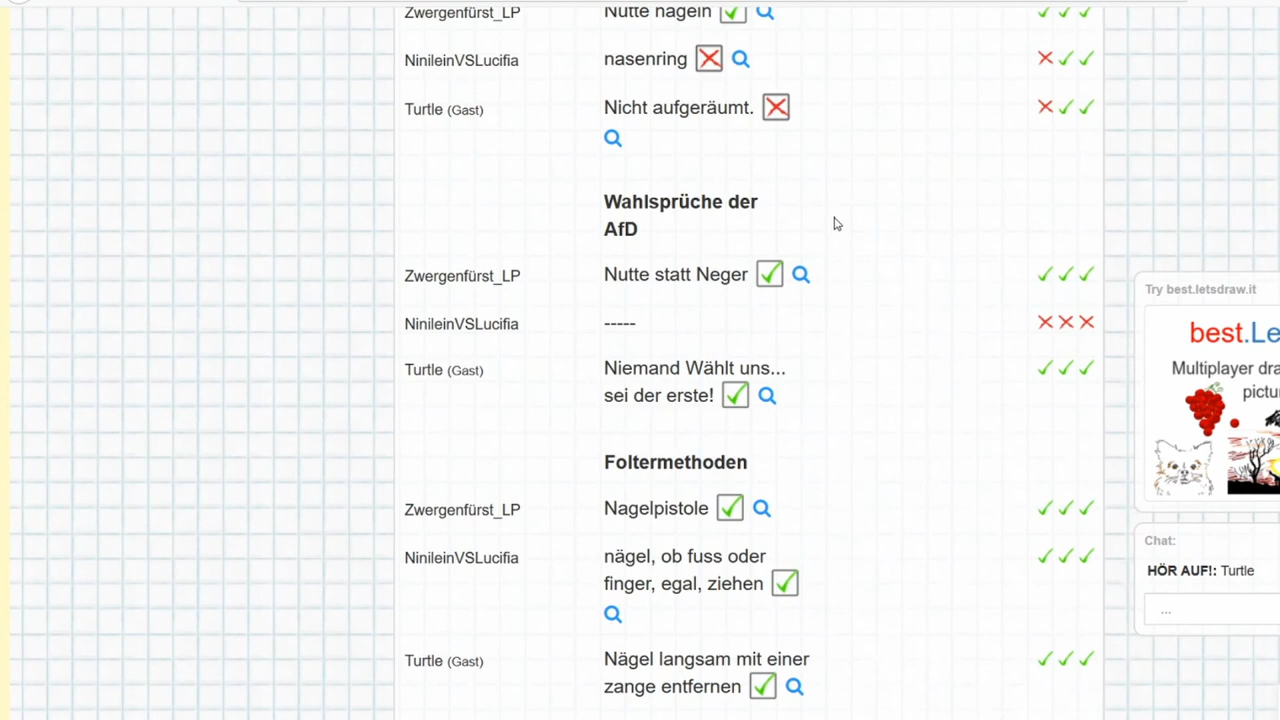 Zwergenfürst_LP Nutte nageln
NinileinVSLucifia nasenring
Turtle (Gast) Nicht aufgeräumt.
Wahlsprüche der
AfD
Zwergenfürst_LP Nutte statt Neger
Try best.letsdraw.it
NinileinVSLucifia -----
best.Le
Turtle (Gast) Niemand Wählt uns...
Multiplayer dra
sei der erste!
pictu
Foltermethoden
Zwergenfürst_LP Nagelpistole
Chat:
NinileinVSLucifia nägel, ob fuss oder
HÖR AUF!: Turtle
finger, egal, ziehen
...
Turtle (Gast) Nägel langsam mit einer
zange entfernen